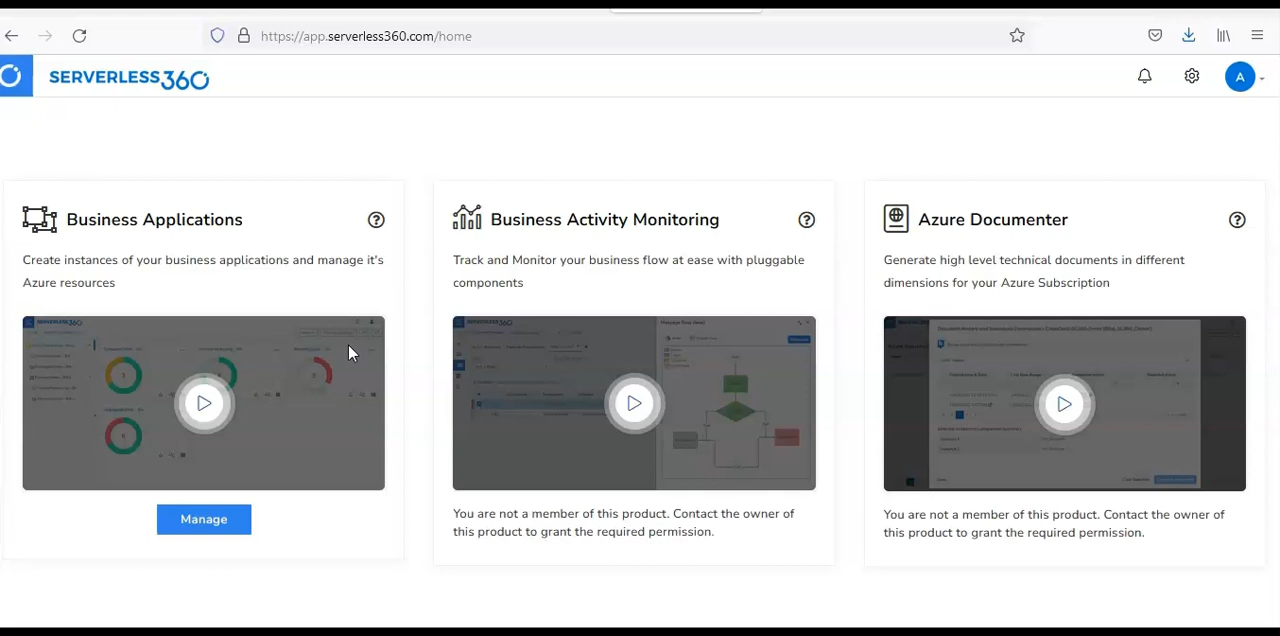 https://app.serverless360.com/home
SERVERLESS360
A
Business Applications
Create instances of your business applications and manage it's
Azure resources
Manage
Business Activity Monitoring
Track and Monitor your business flow at ease with pluggable
components
SERVERLESS360
You are not a member of this product. Contact the owner of
this product to grant the required permission.
Azure Documenter
Generate high level technical documents in different
dimensions for your Azure Subscription
You are not a member of this product. Contact the owner of
this product to grant the required permission.